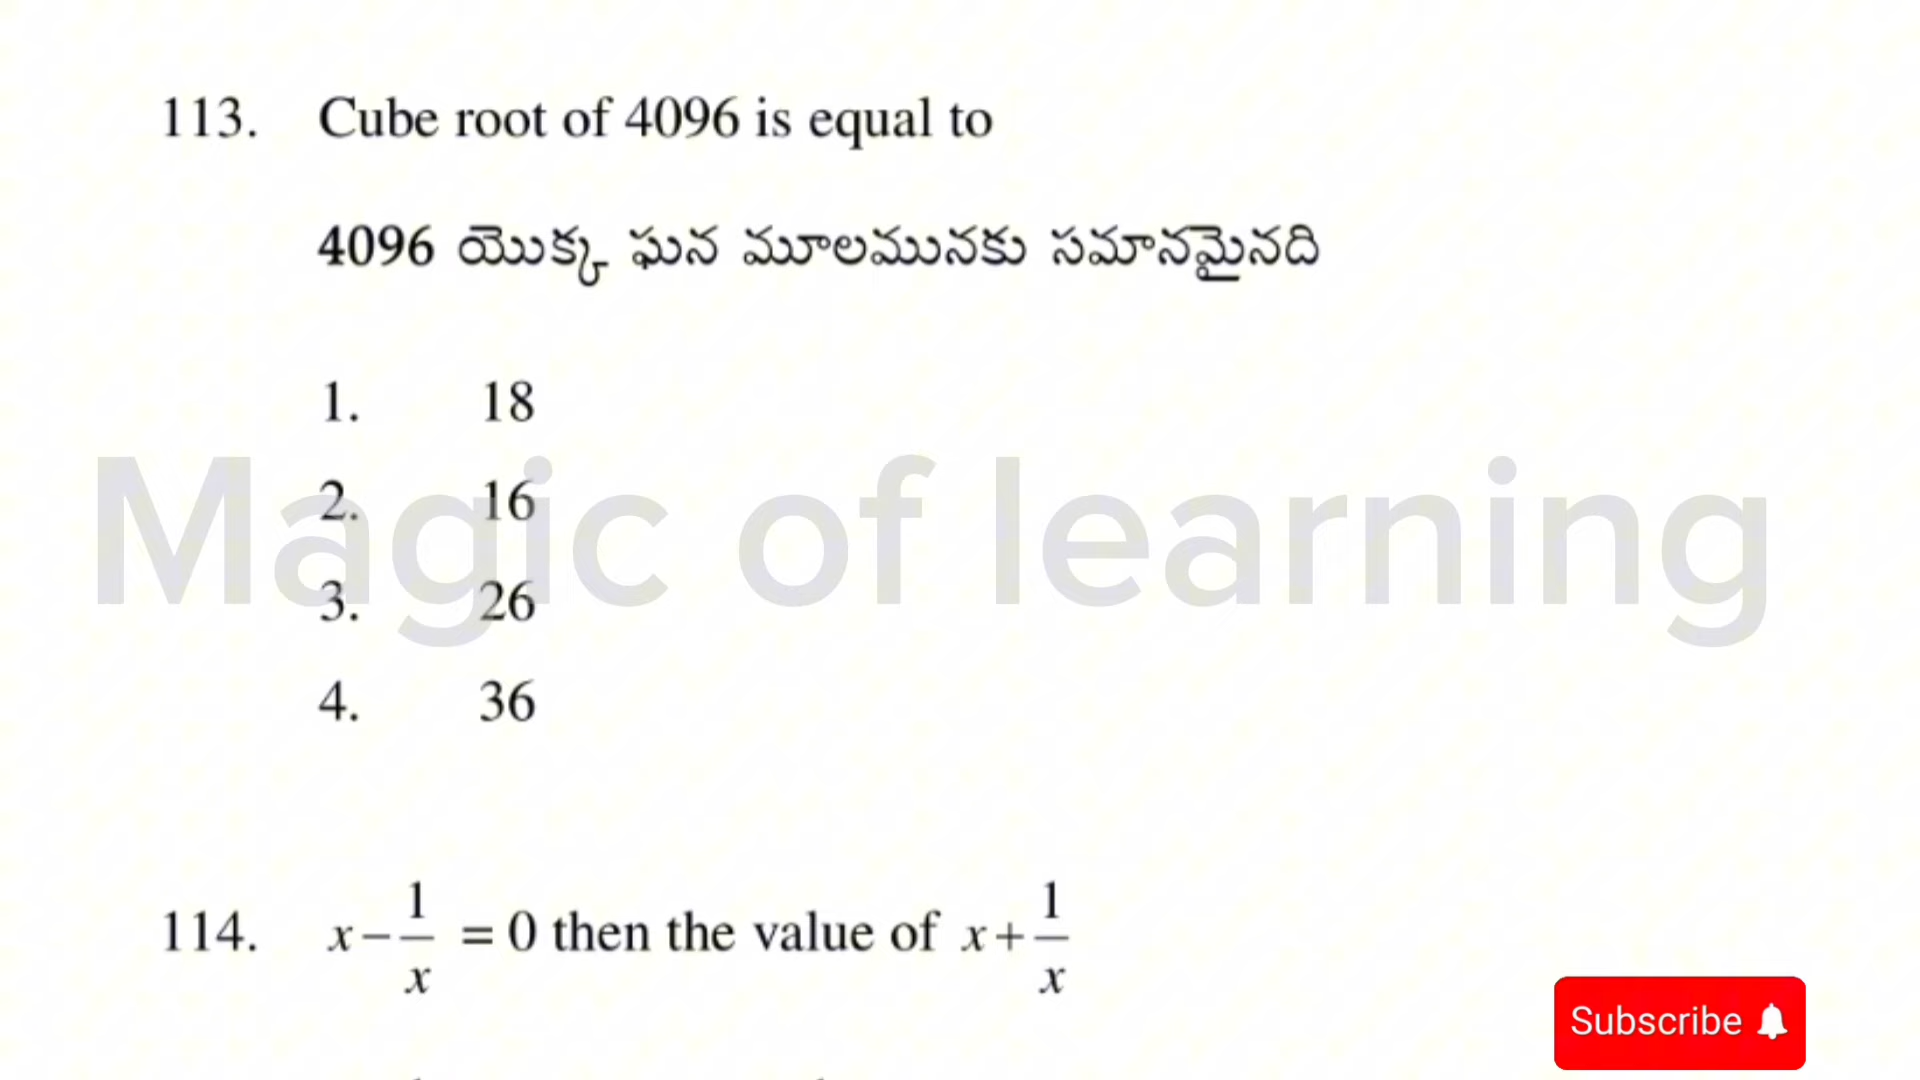 113. Cube root of 4096 is equal to
4096 యొక్క ఘన మూలమునకు సమానమైనది
1. 18
2. 16
3. 26
4. 36
Magic of learning
114. x − 1/x = 0 then the value of x + 1/x
Subscribe